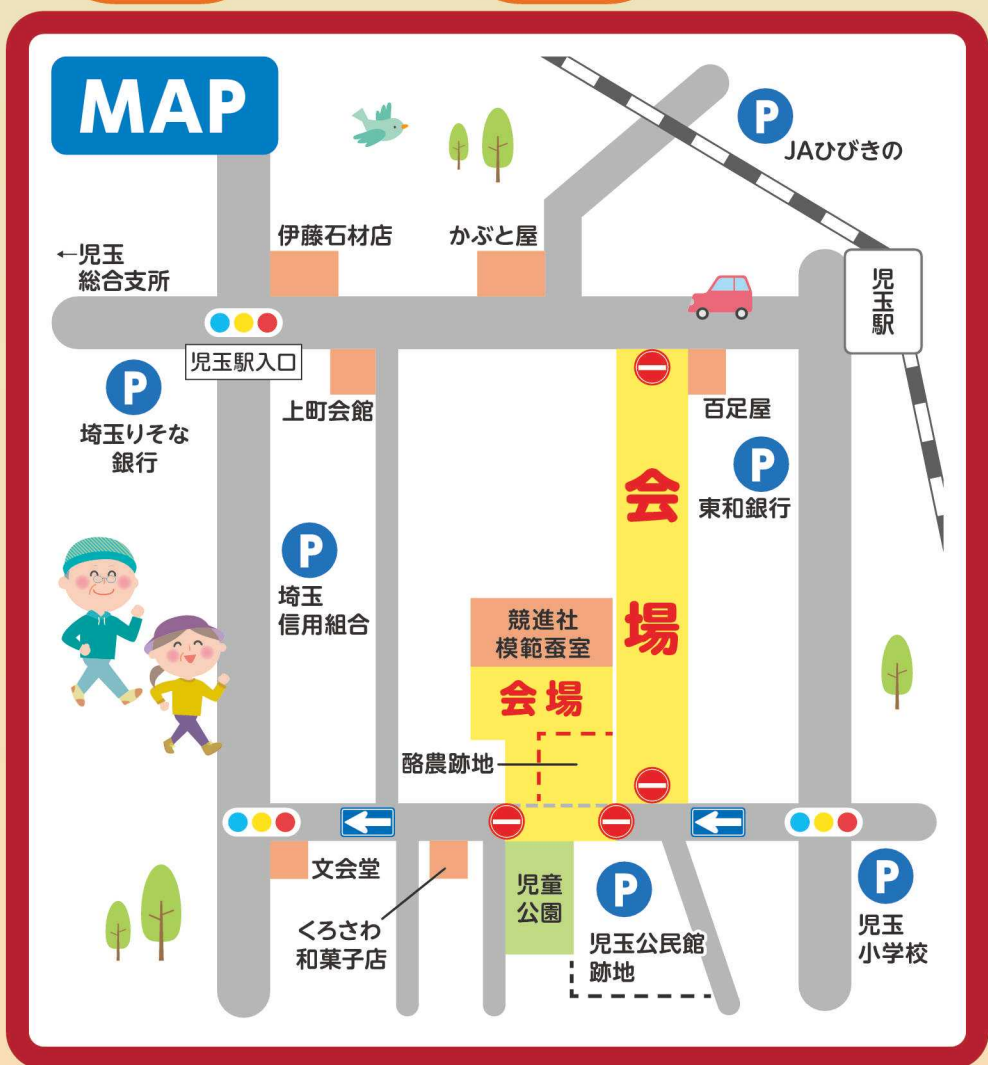 MAP
P
JAひびきの
←児玉
総合支所
伊藤石材店
かぶと屋
児玉駅
児玉駅入口
P
埼玉りそな
銀行
上町会館
百足屋
P
東和銀行
会場
P
埼玉
信用組合
競進社
模範蚕室
会場
酪農跡地
文会堂
くろさわ
和菓子店
児童
公園
P
児玉公民館
跡地
P
児玉
小学校